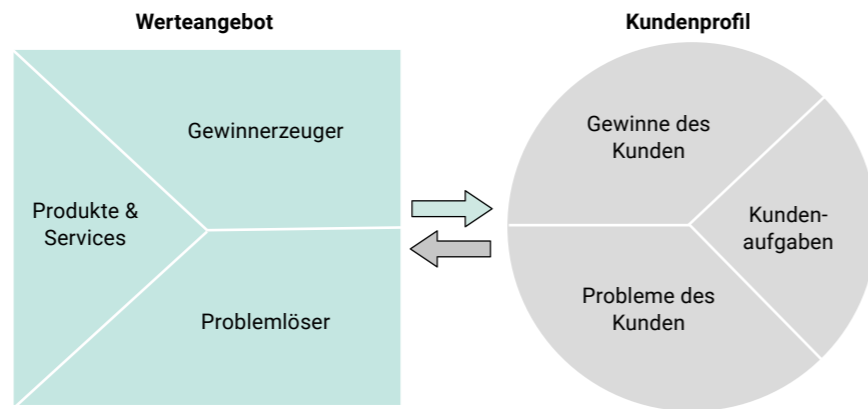 Werteangebot
Kundenprofil
Gewinnerzeuger
Produkte &
Services
Problemlöser
Gewinne des
Kunden
Kunden-
aufgaben
Probleme des
Kunden